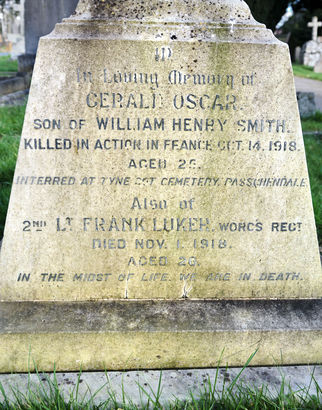 In Loving Memory of
GERALD OSCAR.
SON OF WILLIAM HENRY SMITH.
KILLED IN ACTION IN FRANCE OCT. 14. 1918.
AGED 26.
INTERRED AT TYNE COT CEMETERY, PASSCHENDALE
Also of
2ND LT FRANK LUKER, WORC'S REGT
DIED NOV. 1. 1918.
AGED 26.
IN THE MIDST OF LIFE, WE ARE IN DEATH.